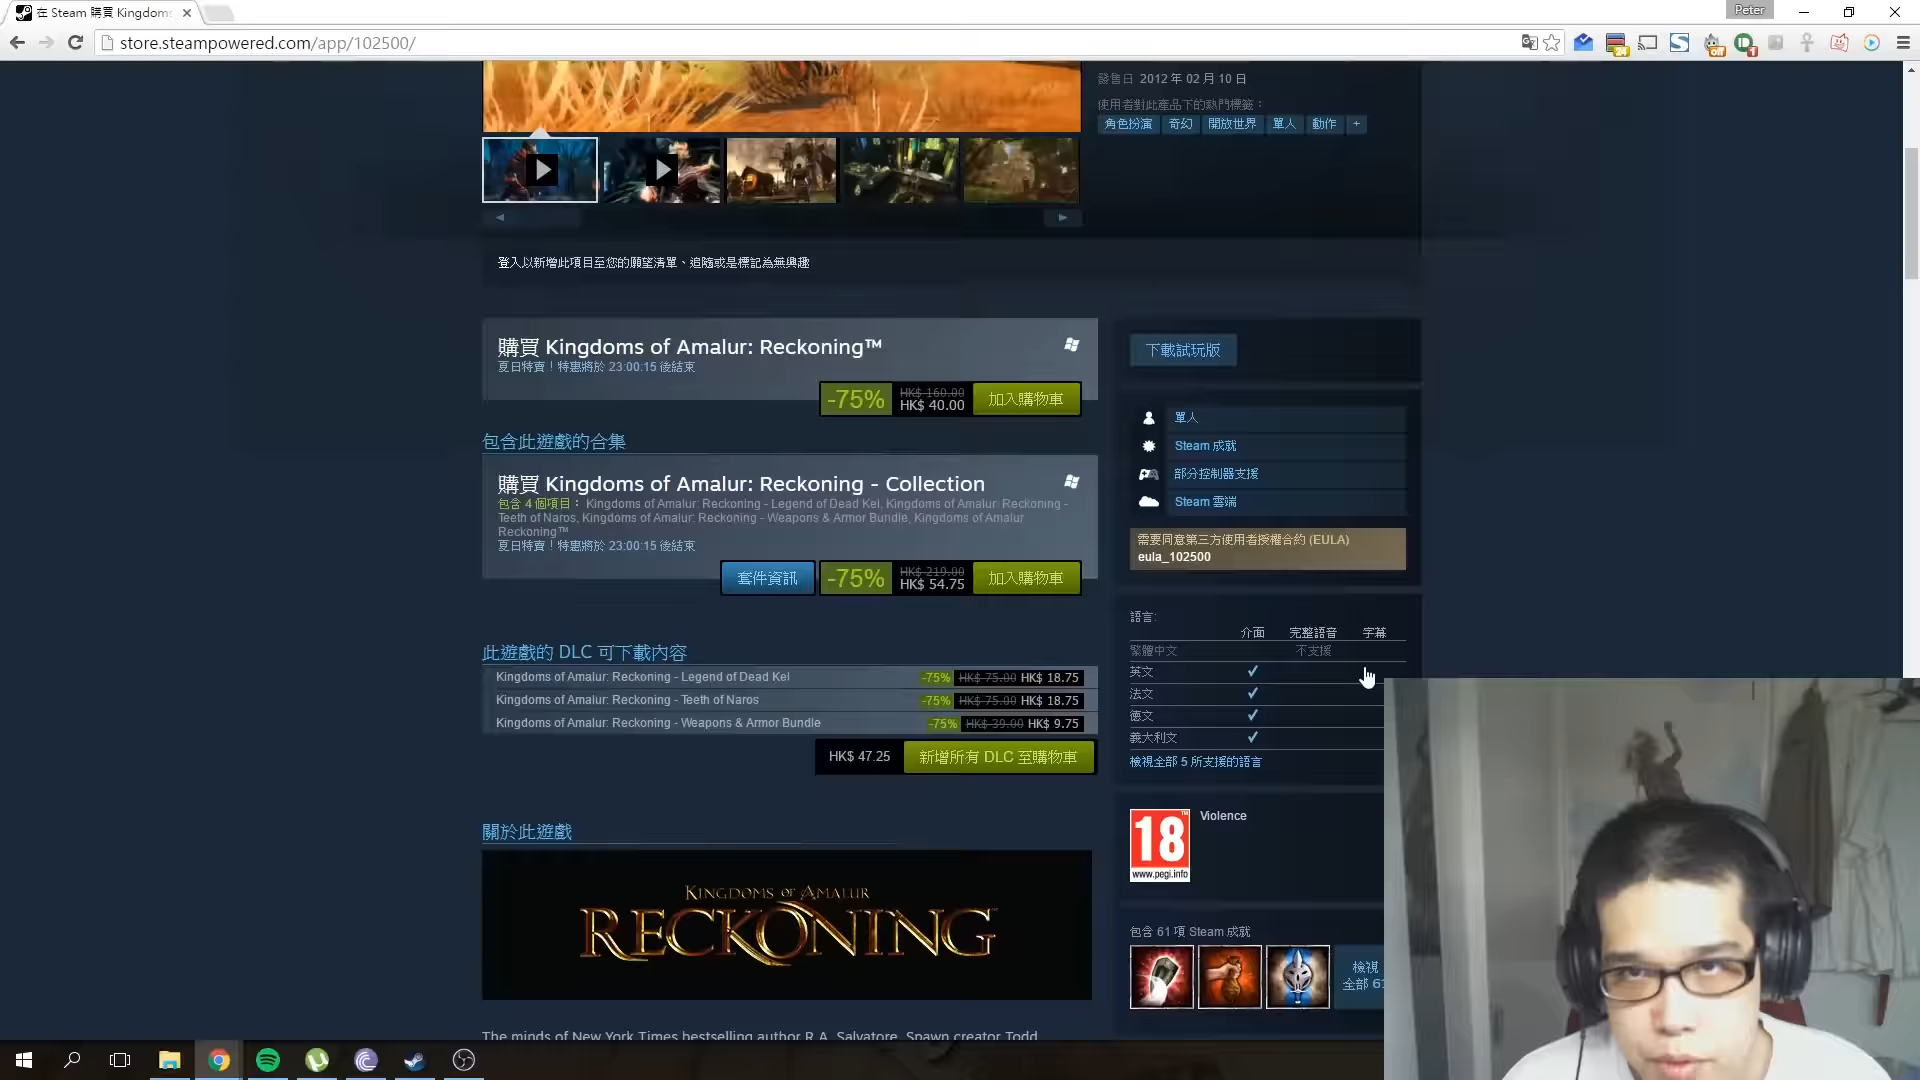 在 Steam 購買 Kingdoms
Peter
store.steampowered.com/app/102500/
發售日 2012 年 02 月 10 日
使用者對此產品下的熱門標籤：
角色扮演 奇幻 開放世界 單人 動作 +
登入以新增此項目至您的願望清單、追隨或是標記為無興趣
購買 Kingdoms of Amalur: Reckoning™
夏日特賣！特惠將於 23:00:15 後結束
-75% HK$ 160.00 HK$ 40.00 加入購物車
包含此遊戲的合集
購買 Kingdoms of Amalur: Reckoning - Collection
包含 4 個項目： Kingdoms of Amalur: Reckoning - Legend of Dead Kel, Kingdoms of Amalur: Reckoning -
Teeth of Naros, Kingdoms of Amalur: Reckoning - Weapons & Armor Bundle, Kingdoms of Amalur:
Reckoning™
夏日特賣！特惠將於 23:00:15 後結束
套件資訊 -75% HK$ 219.00 HK$ 54.75 加入購物車
此遊戲的 DLC 可下載內容
Kingdoms of Amalur: Reckoning - Legend of Dead Kel -75% HK$ 75.00 HK$ 18.75
Kingdoms of Amalur: Reckoning - Teeth of Naros -75% HK$ 75.00 HK$ 18.75
Kingdoms of Amalur: Reckoning - Weapons & Armor Bundle -75% HK$ 39.00 HK$ 9.75
HK$ 47.25 新增所有 DLC 至購物車
關於此遊戲
KINGDOMS OF AMALUR
RECKONING
The minds of New York Times bestselling author R.A. Salvatore, Spawn creator Todd
下載試玩版
單人
Steam 成就
部分控制器支援
Steam 雲端
需要同意第三方使用者授權合約 (EULA)
eula_102500
語言:
介面 完整語音 字幕
繁體中文 不支援
英文 ✓
法文 ✓
德文 ✓
義大利文 ✓
檢視全部 5 所支援的語言
18
www.pegi.info
Violence
包含 61 項 Steam 成就
檢視
全部 61